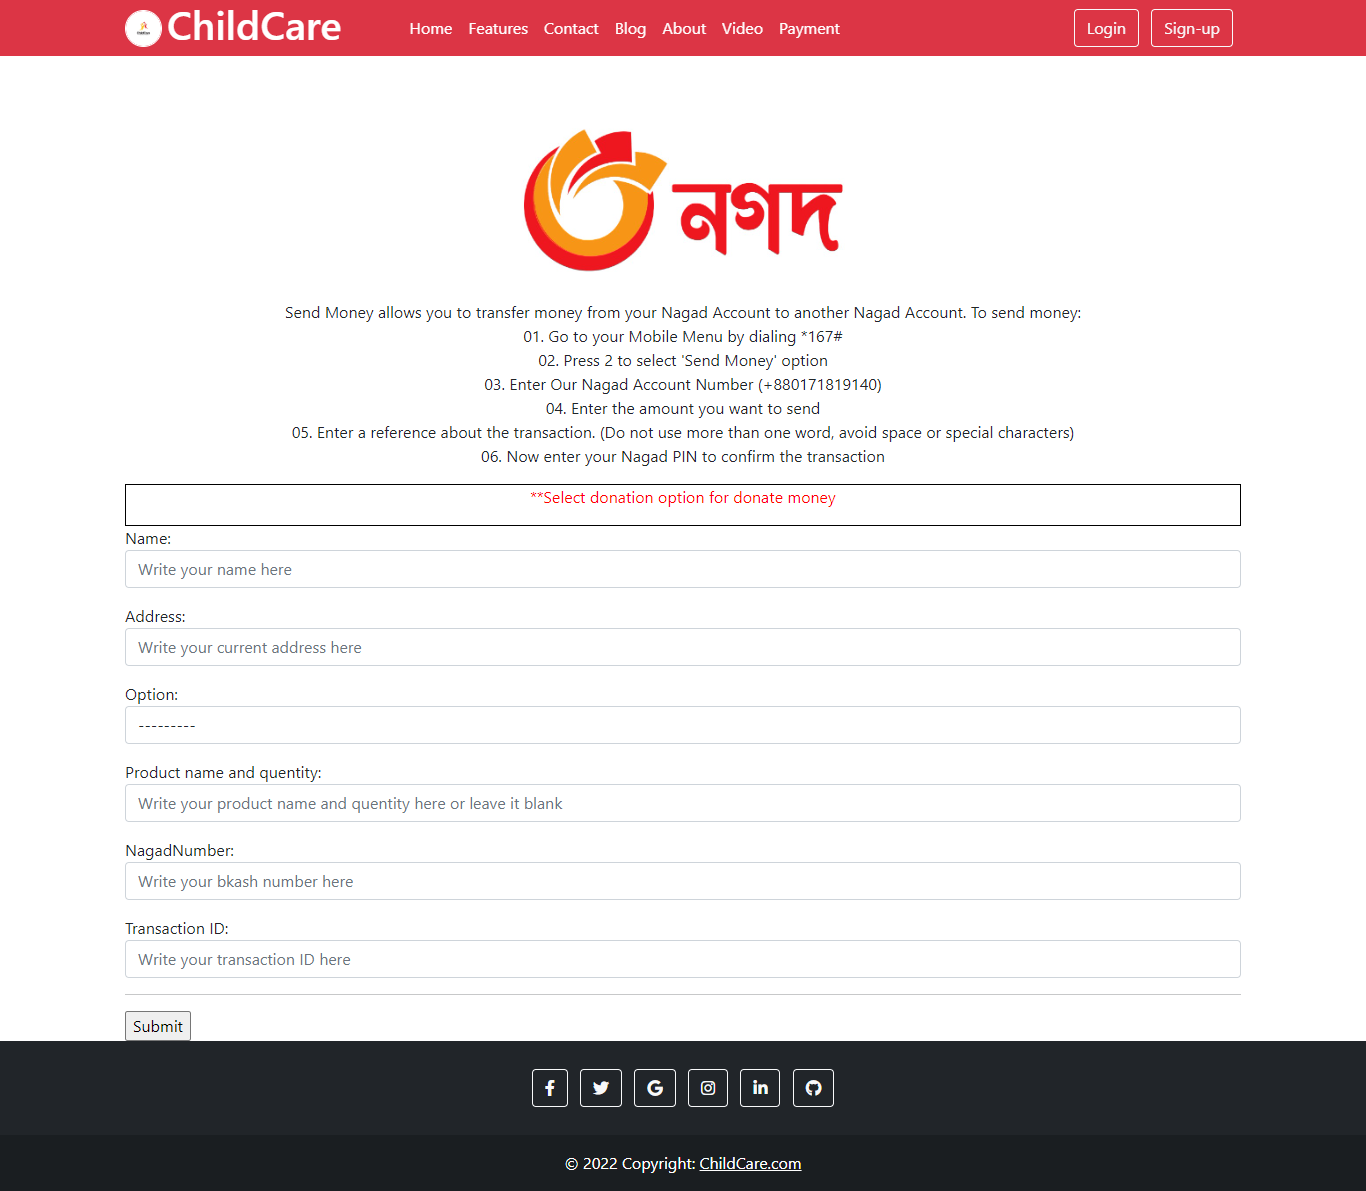 ChildCare Home Features Contact Blog About Video Payment Login Sign-up
নগদ
Send Money allows you to transfer money from your Nagad Account to another Nagad Account. To send money:
01. Go to your Mobile Menu by dialing *167#
02. Press 2 to select 'Send Money' option
03. Enter Our Nagad Account Number (+880171819140)
04. Enter the amount you want to send
05. Enter a reference about the transaction. (Do not use more than one word, avoid space or special characters)
06. Now enter your Nagad PIN to confirm the transaction
**Select donation option for donate money
Name:
Write your name here
Address:
Write your current address here
Option:
---------
Product name and quentity:
Write your product name and quentity here or leave it blank
NagadNumber:
Write your bkash number here
Transaction ID:
Write your transaction ID here
Submit
© 2022 Copyright: ChildCare.com